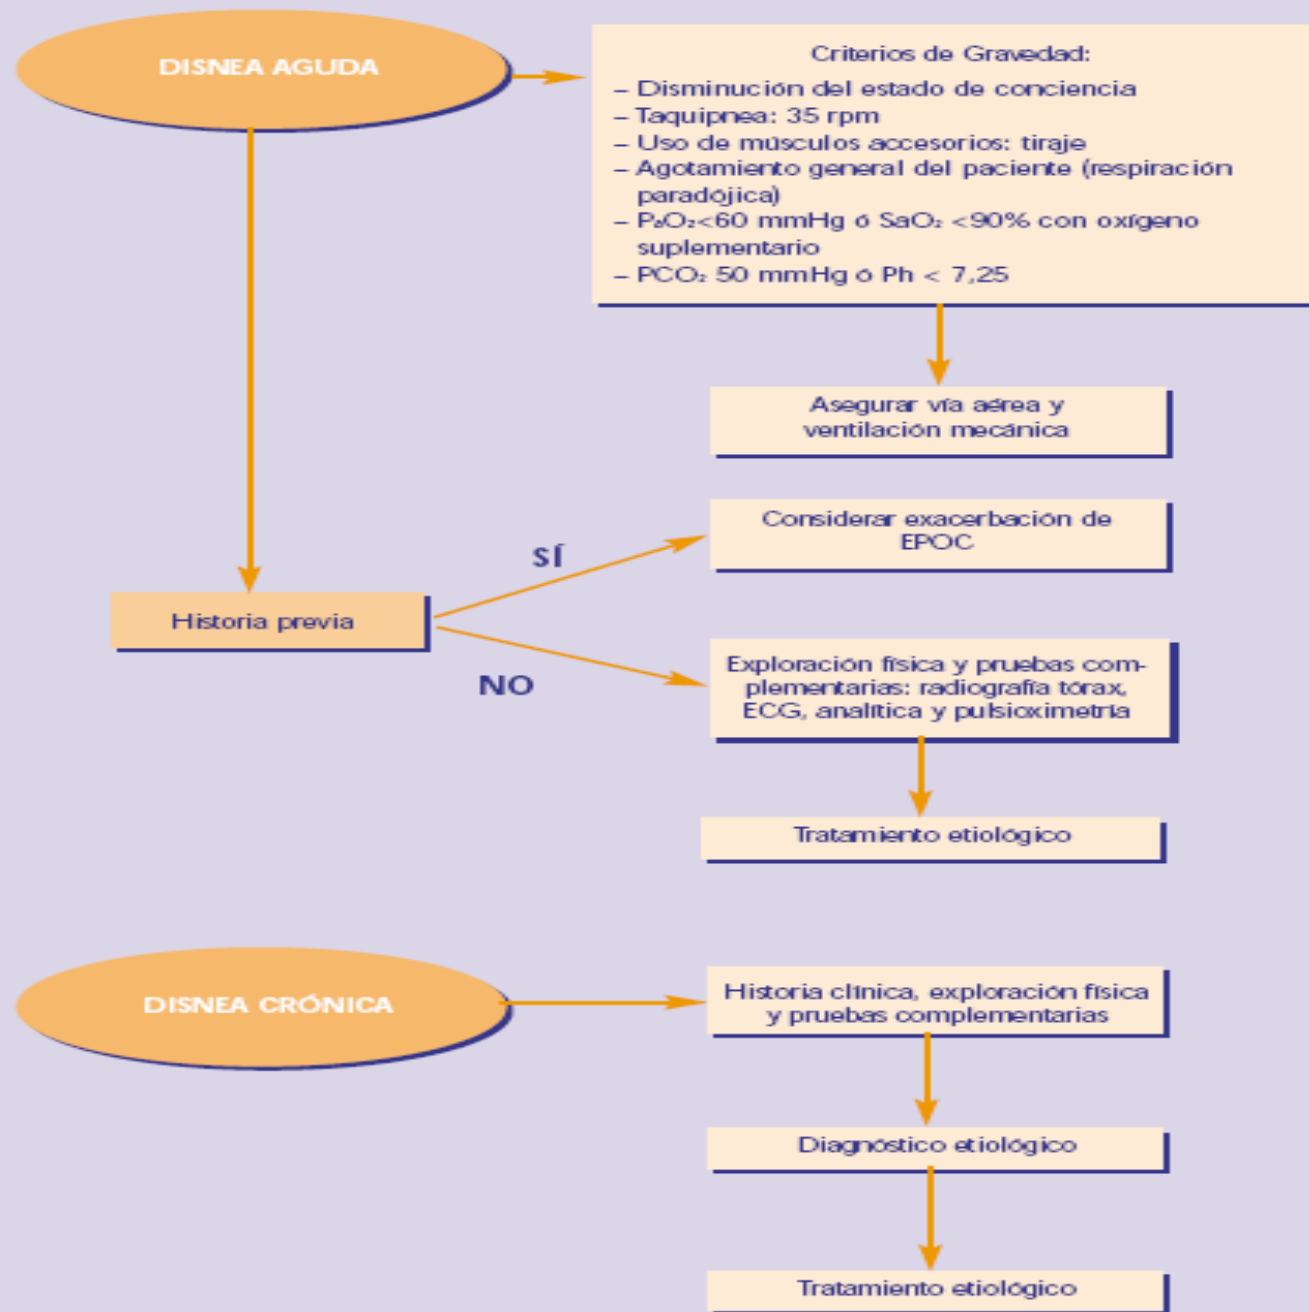 DISNEA AGUDA
Criterios de Gravedad:
– Disminución del estado de conciencia
– Taquipnea: 35 rpm
– Uso de músculos accesorios: tiraje
– Agotamiento general del paciente (respiración
paradójica)
– PaO₂<60 mmHg ó SaO₂ <90% con oxígeno
suplementario
– PCO₂ 50 mmHg ó Ph < 7,25
Asegurar vía aérea y
ventilación mecánica
Considerar exacerbación de
EPOC
SÍ
Historia previa
NO
Exploración física y pruebas com-
plementarias: radiografía tórax,
ECG, analítica y pulsioximetría
Tratamiento etiológico
DISNEA CRÓNICA
Historia clínica, exploración física
y pruebas complementarias
Diagnóstico etiológico
Tratamiento etiológico